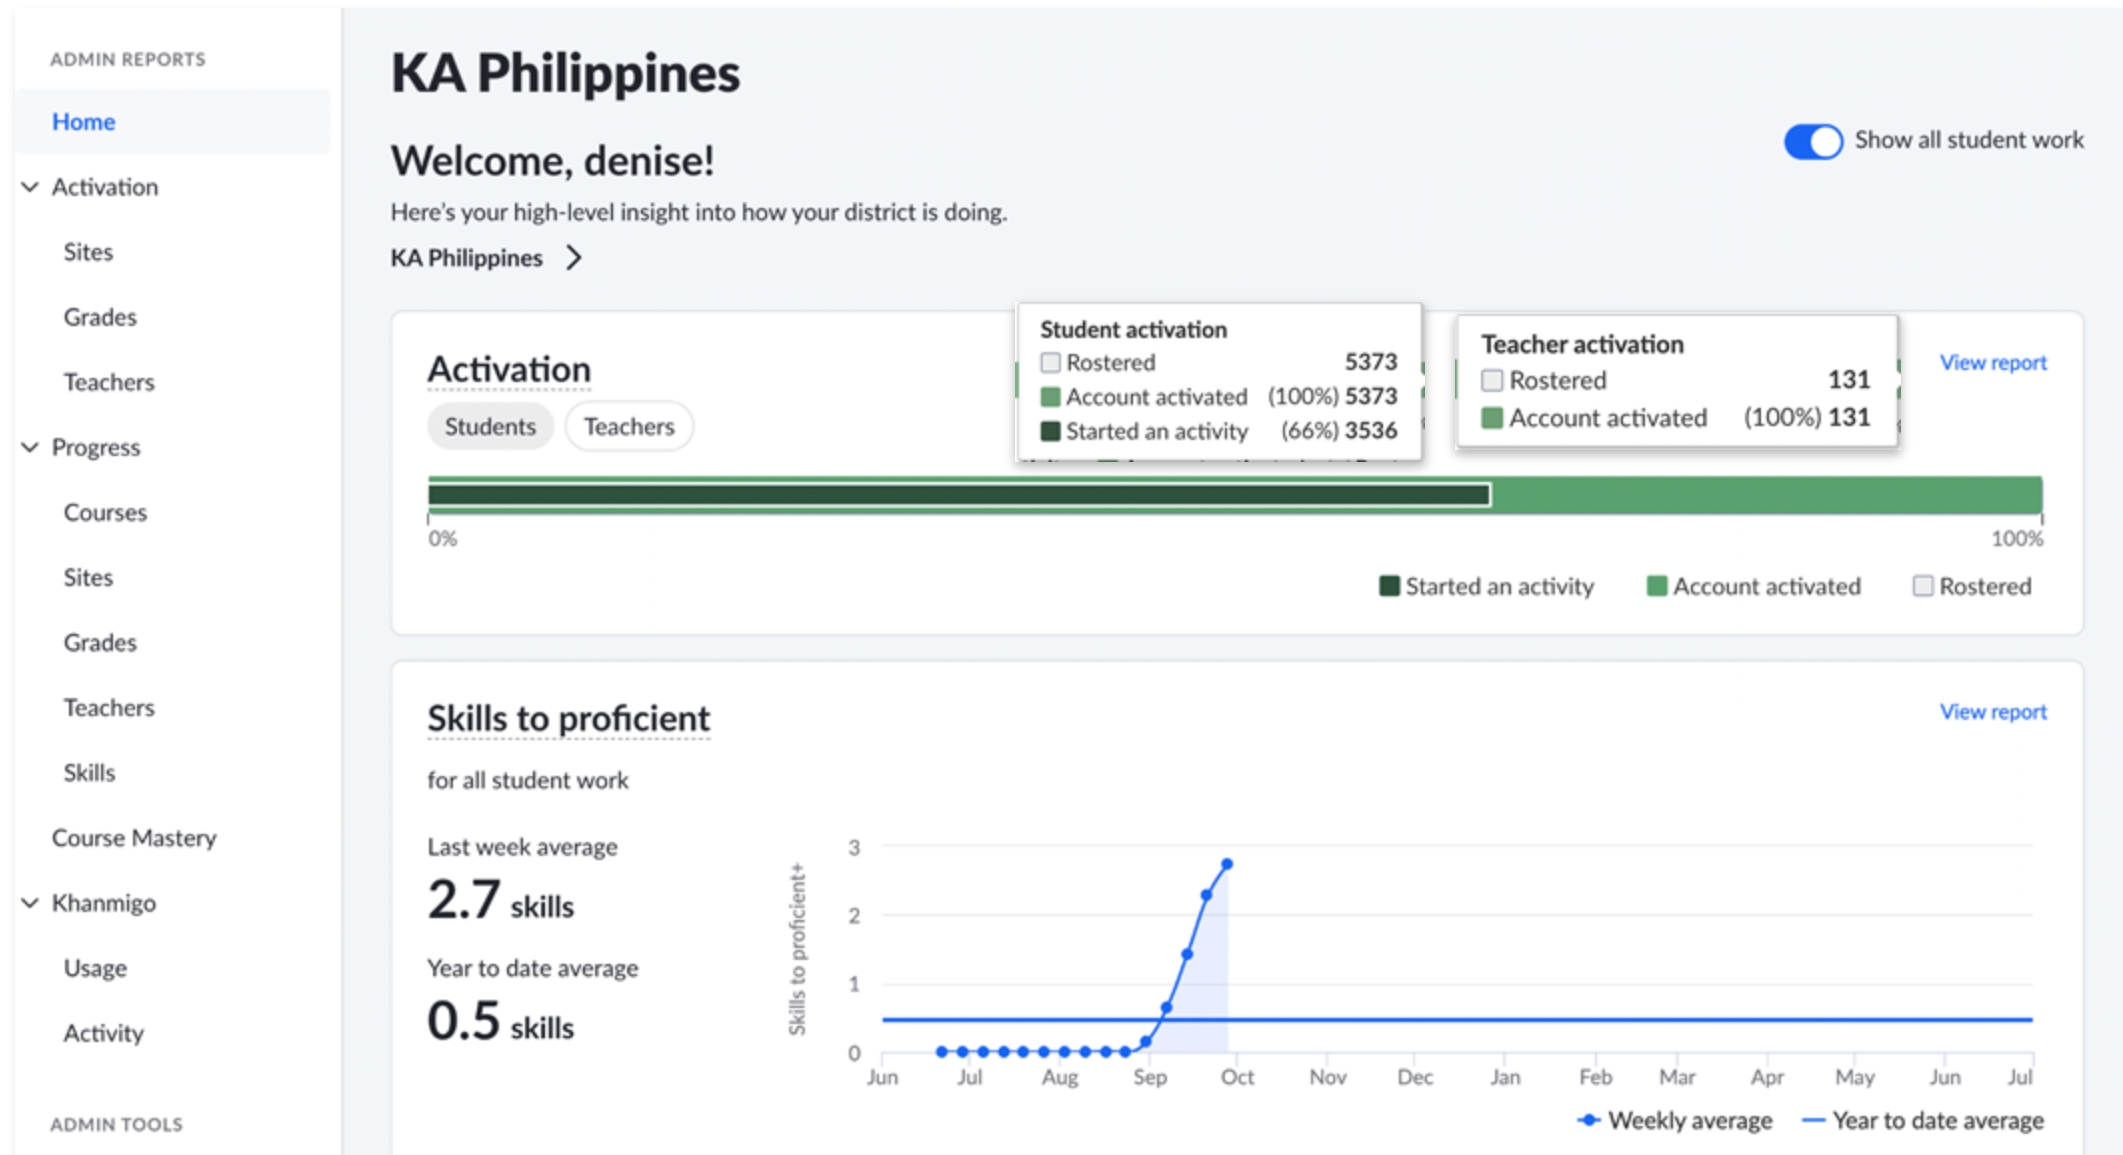 ADMIN REPORTS
Home
Activation
Sites
Grades
Teachers
Progress
Courses
Sites
Grades
Teachers
Skills
Course Mastery
Khanmigo
Usage
Activity
ADMIN TOOLS
KA Philippines
Welcome, denise!
Show all student work
Here's your high-level insight into how your district is doing.
KA Philippines
Activation
View report
Students Teachers
Student activation
Rostered 5373
Account activated (100%) 5373
Started an activity (66%) 3536
Teacher activation
Rostered 131
Account activated (100%) 131
0% 100%
Started an activity Account activated Rostered
Skills to proficient
View report
for all student work
Last week average
2.7 skills
Year to date average
0.5 skills
Skills to proficient+
3
2
1
0
Jun Jul Aug Sep Oct Nov Dec Jan Feb Mar Apr May Jun Jul
Weekly average Year to date average